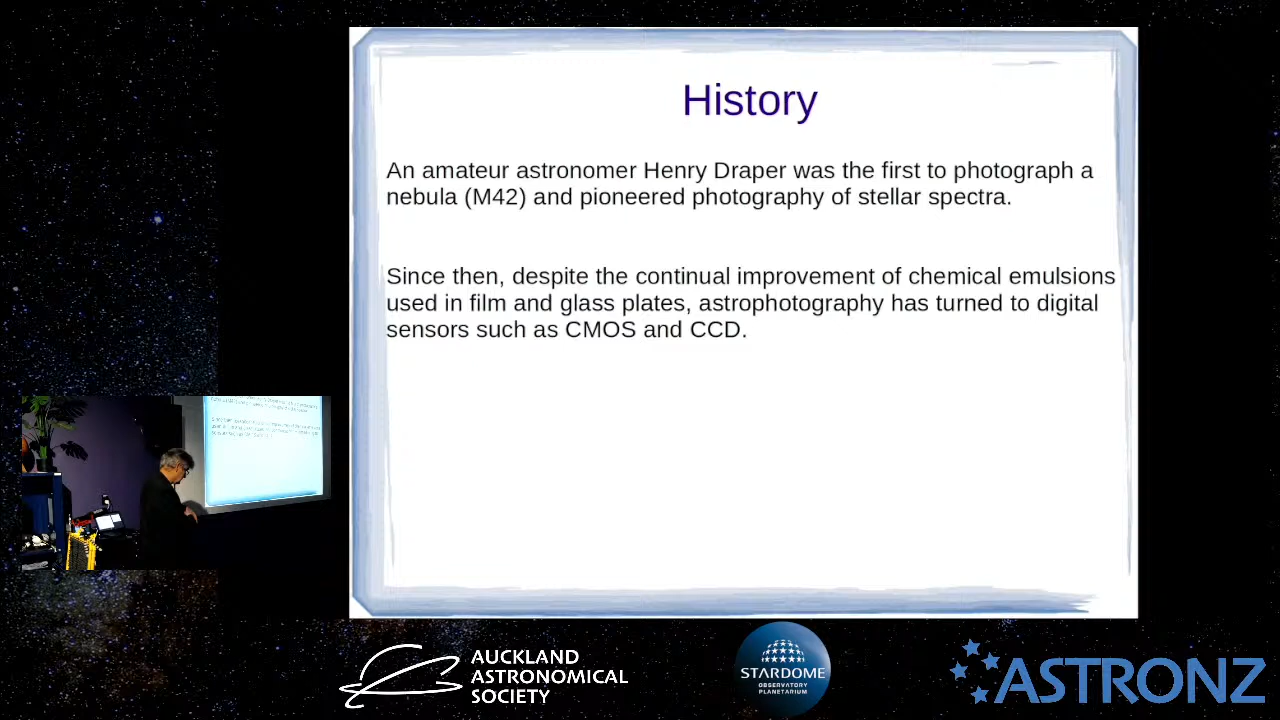 History
An amateur astronomer Henry Draper was the first to photograph a
nebula (M42) and pioneered photography of stellar spectra.
Since then, despite the continual improvement of chemical emulsions
used in film and glass plates, astrophotography has turned to digital
sensors such as CMOS and CCD.
AUCKLAND
ASTRONOMICAL
SOCIETY
STARDOME
OBSERVATORY
PLANETARIUM
ASTRONZ